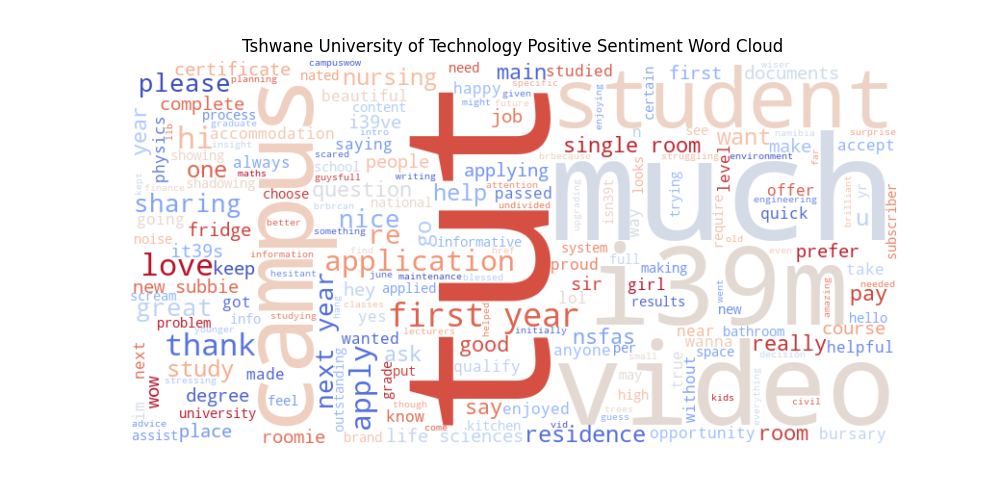 Tshwane University of Technology Positive Sentiment Word Cloud
campuswow
certificate
planning
nated
nursing
need
main
studied
specific
wiser
please
beautiful
happy
given
certain
first
documents
student
complete
process
content
might
future
enjoying
year
physics
lib
graduate
hi
accommodation
i39ve
intro
job
n
see
want
namibia
surprise
insight
saying
single room
make
accept
showing
always
scared
people
brbecause
struggling
level
environment
far
one
maths
school
guysfull
writing
applying
looks
shadowing
question
attention
help
passed
isn39t
trying
offer
brilliant
yr
kept
finance
choose
brbrcan
national
undivided
upgrading
engineering
sharing
campus
tut
much
quick
u
subscriber
going
better
nice
go
way
require
fridge
something
re
informative
noise
old
it39s
information
find
href
system
full
even
prefer
love
keep
hesitant
application
proud
making
take
june
maintenance
blessed
i39m
new subbie
hey
applied
sir
girl
went
needed
scream
got
next year
hang
classes
lol
results
amazing
pay
great
info
studying
yes
first year
new
hello
problem
younger
lecturers
helped
initially
near
bathroom
course
thank
wanted
nsfas
wanna
next
ask
good
anyone
per
space
really
helpful
decision
study
made
apply
outstanding
grade
put
qualify
small
true
without
video
wow
stressing
degree
feel
though
say
enjoyed
may
high
kids
everything
civil
aim
university
know
trees
guess
advice
come
kitchen
vid
assist
place
roomie
brand
life sciences
residence
opportunity
room
bursary